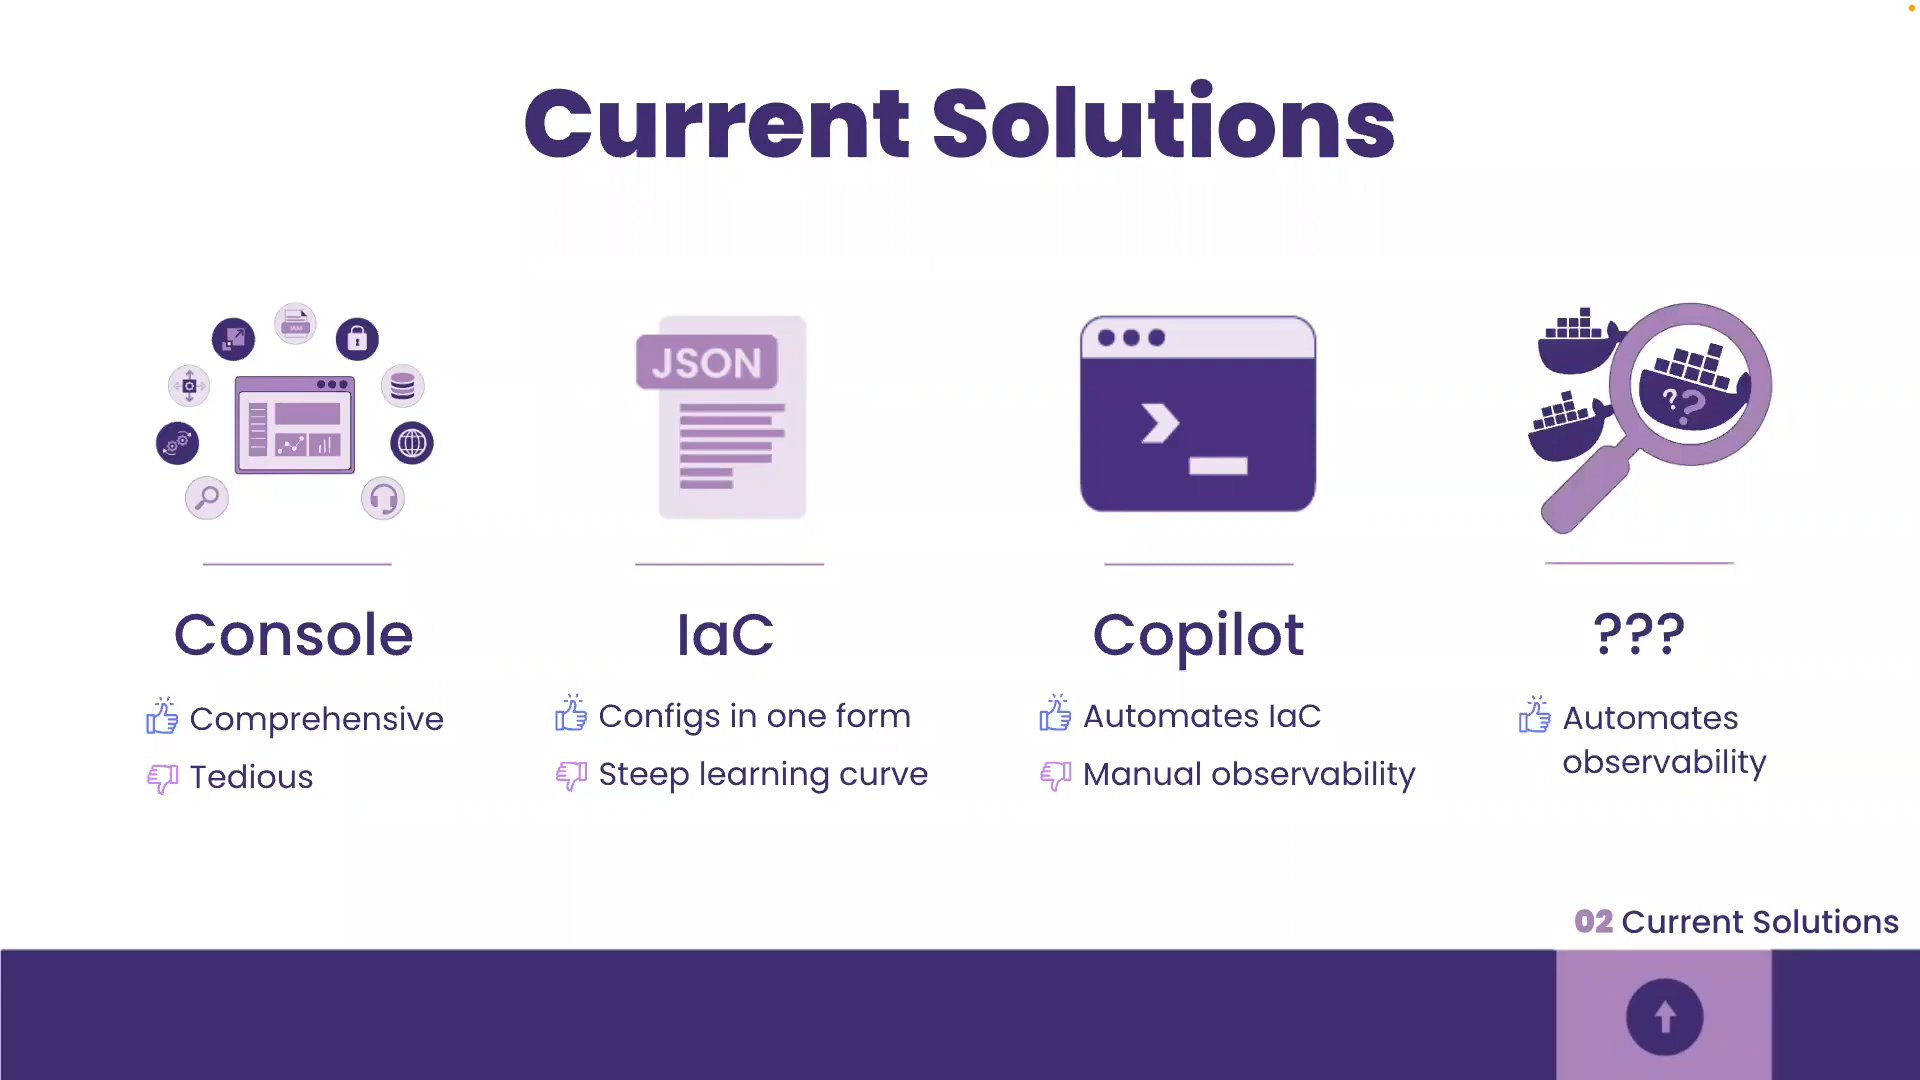 Current Solutions
IAM
JSON
??
Console
IaC
Copilot
???
Comprehensive
Tedious
Configs in one form
Steep learning curve
Automates IaC
Manual observability
Automates
observability
02 Current Solutions